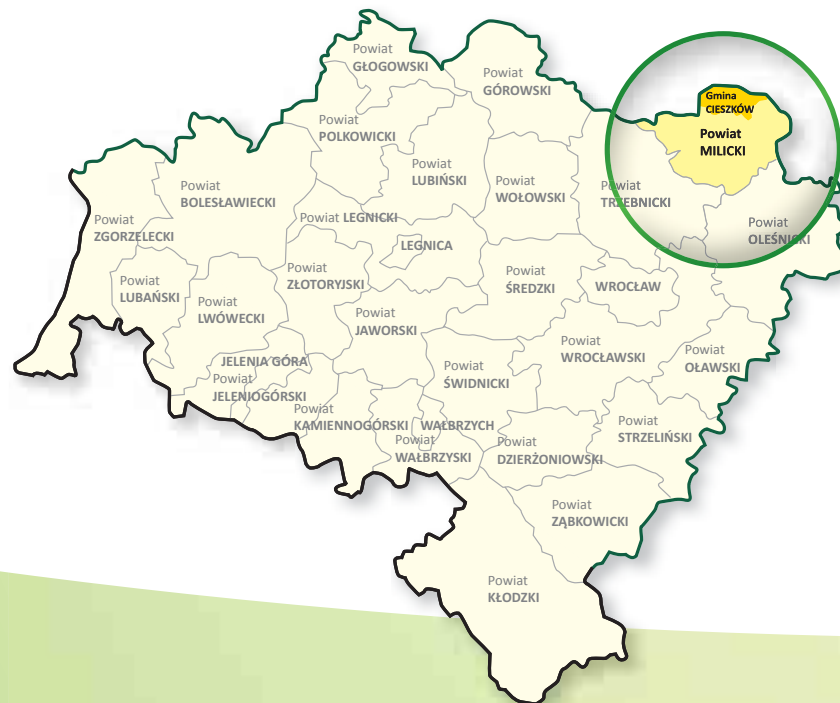 Powiat
GŁOGOWSKI
Powiat
GÓROWSKI
Gmina
CIESZKÓW
Powiat
MILICKI
Powiat
POLKOWICKI
Powiat
LUBIŃSKI
Powiat
WOŁOWSKI
Powiat
TRZEBNICKI
Powiat
BOLESŁAWIECKI
Powiat LEGNICKI
Powiat
ZGORZELECKI
LEGNICA
Powiat
OLEŚNICKI
Powiat
LUBAŃSKI
Powiat
ZŁOTORYJSKI
Powiat
ŚREDZKI
WROCŁAW
Powiat
LWÓWECKI
Powiat
JAWORSKI
Powiat
WROCŁAWSKI
Powiat
OŁAWSKI
JELENIA GÓRA
Powiat
JELENIOGÓRSKI
Powiat
ŚWIDNICKI
Powiat
KAMIENNOGÓRSKI
WAŁBRZYCH
Powiat
WAŁBRZYSKI
Powiat
DZIERŻONIOWSKI
Powiat
STRZELIŃSKI
Powiat
ZĄBKOWICKI
Powiat
KŁODZKI